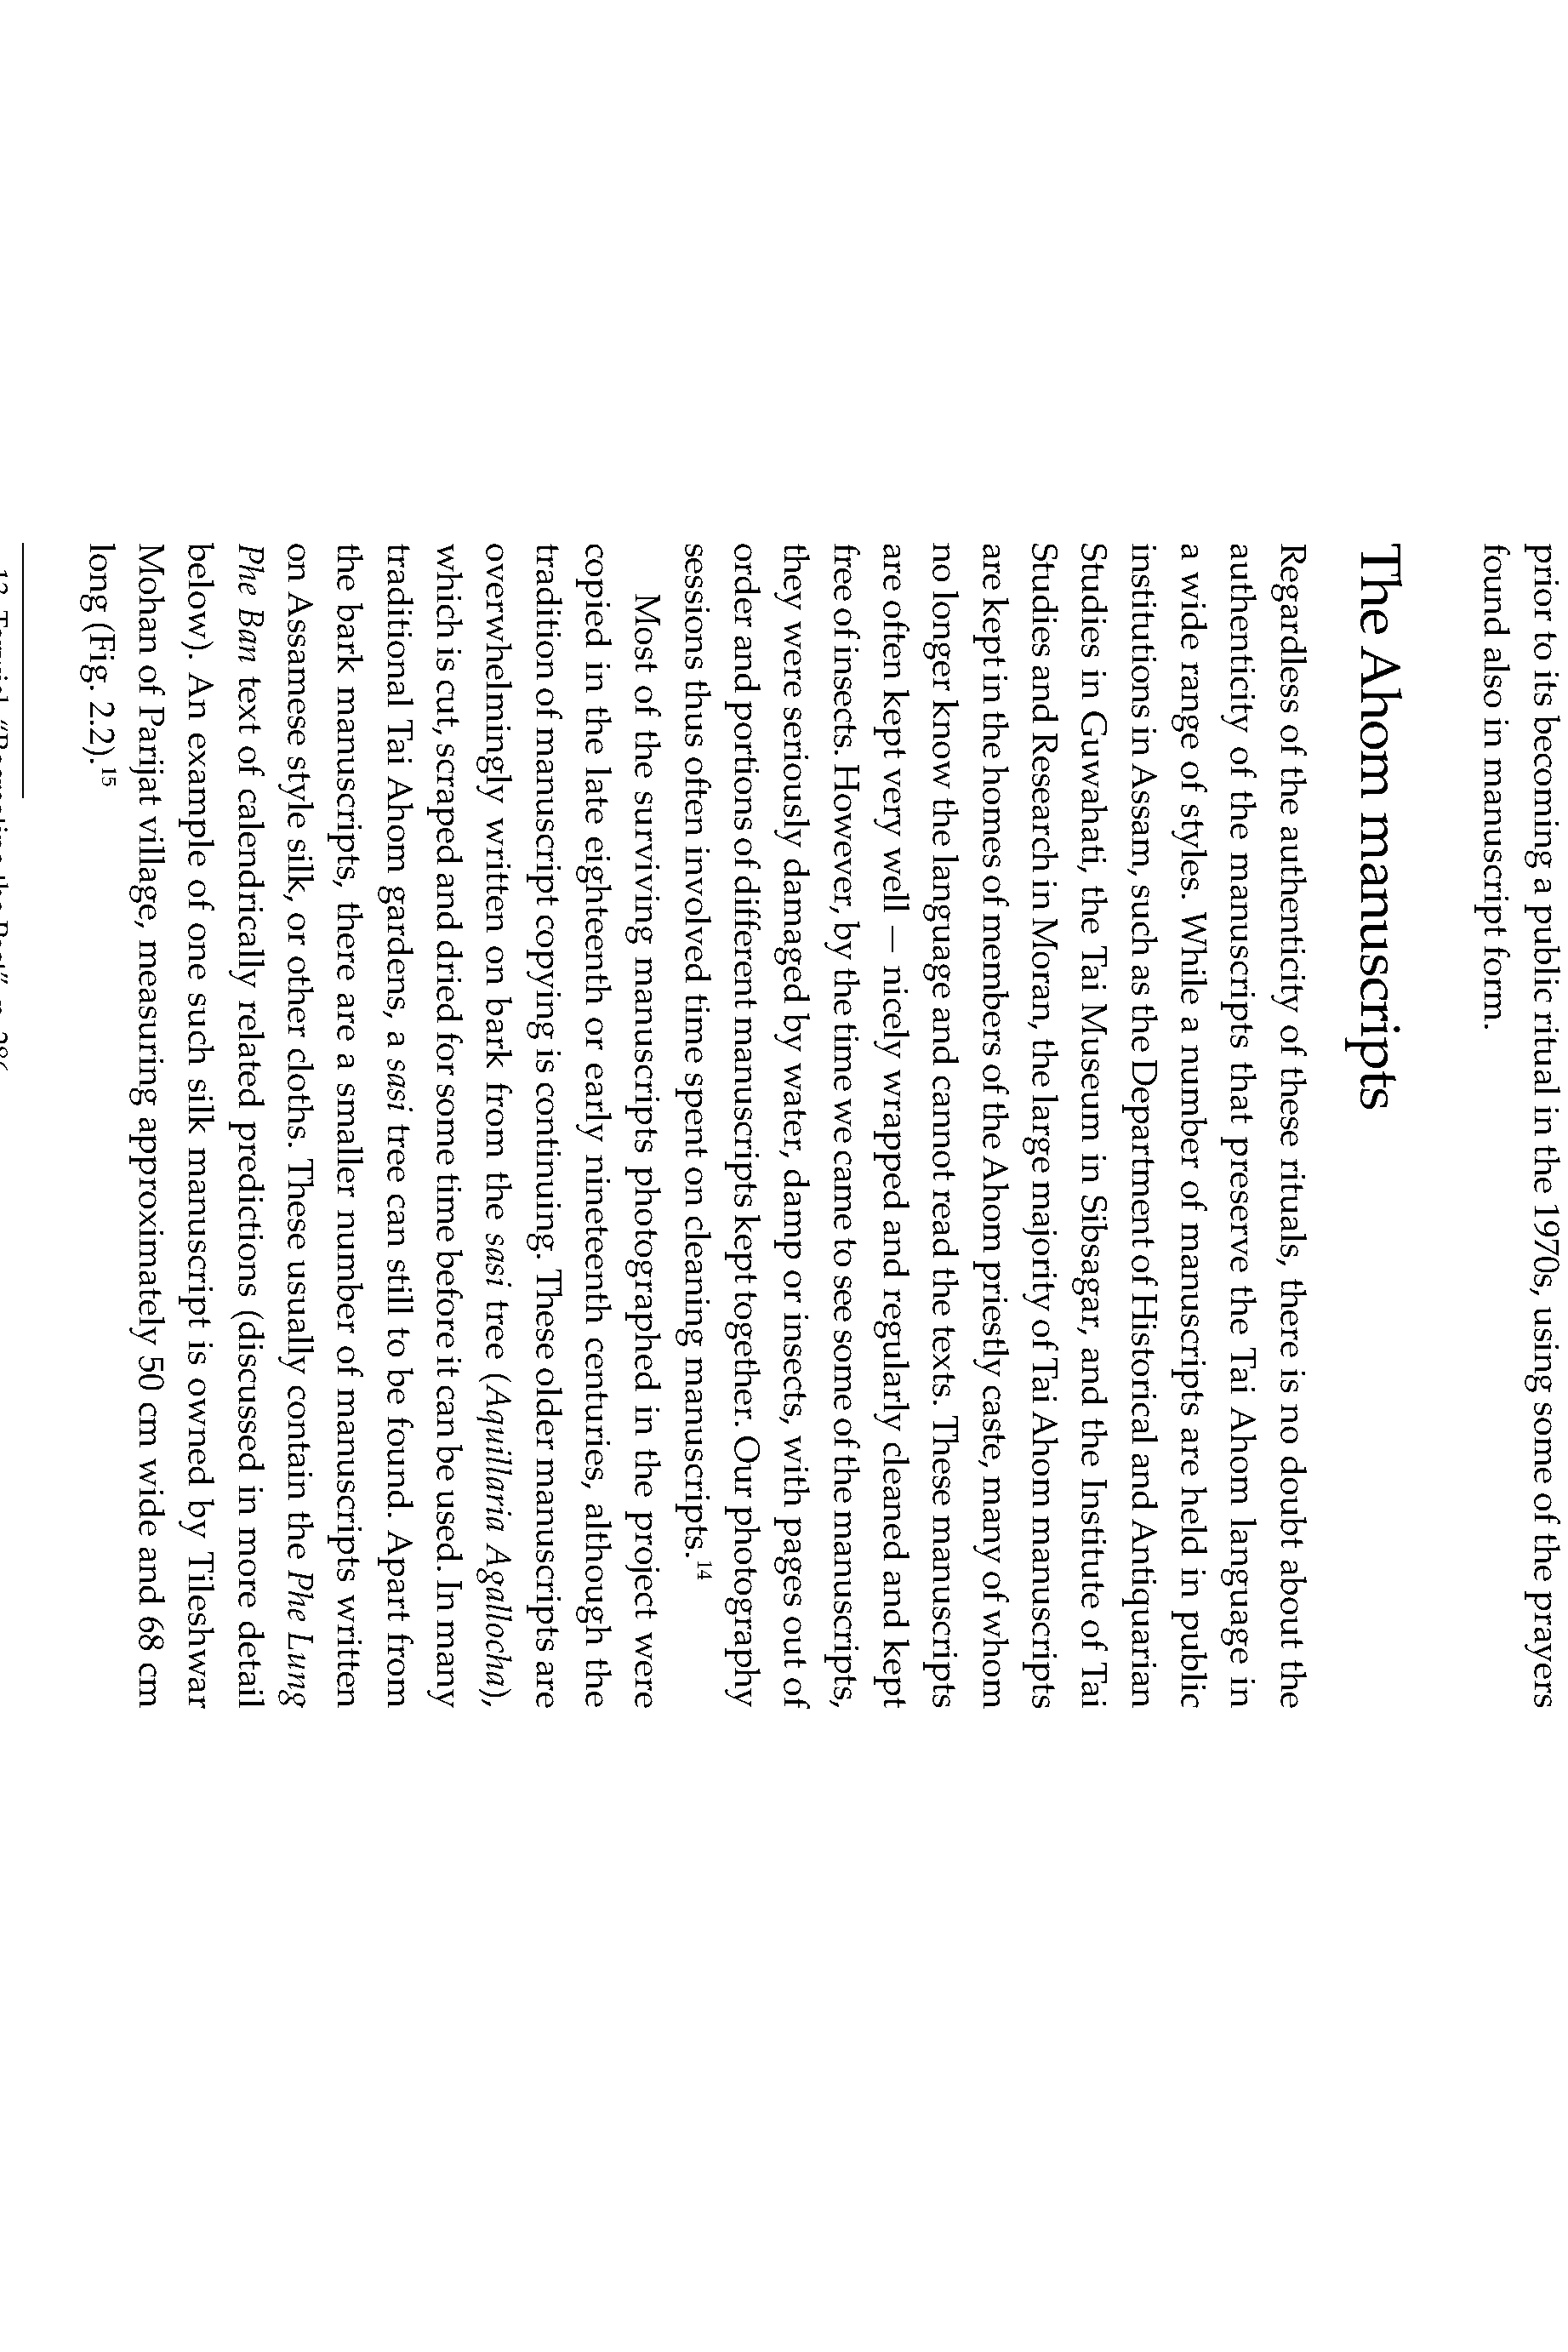 prior to its becoming a public ritual in the 1970s, using some of the prayers
found also in manuscript form.
The Ahom manuscripts
Regardless of the authenticity of these rituals, there is no doubt about the
authenticity of the manuscripts that preserve the Tai Ahom language in
a wide range of styles. While a number of manuscripts are held in public
institutions in Assam, such as the Department of Historical and Antiquarian
Studies in Guwahati, the Tai Museum in Sibsagar, and the Institute of Tai
Studies and Research in Moran, the large majority of Tai Ahom manuscripts
are kept in the homes of members of the Ahom priestly caste, many of whom
no longer know the language and cannot read the texts. These manuscripts
are often kept very well — nicely wrapped and regularly cleaned and kept
free of insects. However, by the time we came to see some of the manuscripts,
they were seriously damaged by water, damp or insects, with pages out of
order and portions of different manuscripts kept together. Our photography
sessions thus often involved time spent on cleaning manuscripts.14
Most of the surviving manuscripts photographed in the project were
copied in the late eighteenth or early nineteenth centuries, although the
tradition of manuscript copying is continuing. These older manuscripts are
overwhelmingly written on bark from the sasi tree (Aquillaria Agallocha),
which is cut, scraped and dried for some time before it can be used. In many
traditional Tai Ahom gardens, a sasi tree can still to be found. Apart from
the bark manuscripts, there are a smaller number of manuscripts written
on Assamese style silk, or other cloths. These usually contain the Phe Lung
Phe Ban text of calendrically related predictions (discussed in more detail
below). An example of one such silk manuscript is owned by Tileshwar
Mohan of Parijat village, measuring approximately 50 cm wide and 68 cm
long (Fig. 2.2).15